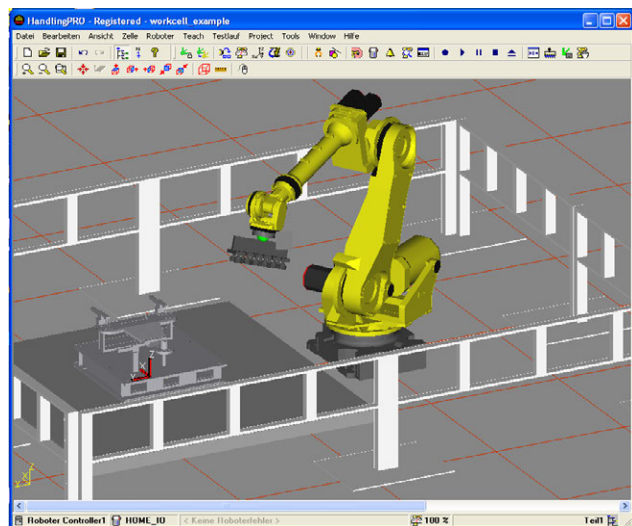 HandlingPRO - Registered - workcell_example
Datei Bearbeiten Ansicht Zelle Roboter Teach Testlauf Project Tools Window Hilfe
Z
X
Y
Z
X
Y
Roboter Controller1 HOME_IO < Keine Roboterfehler > 100 % Teil1